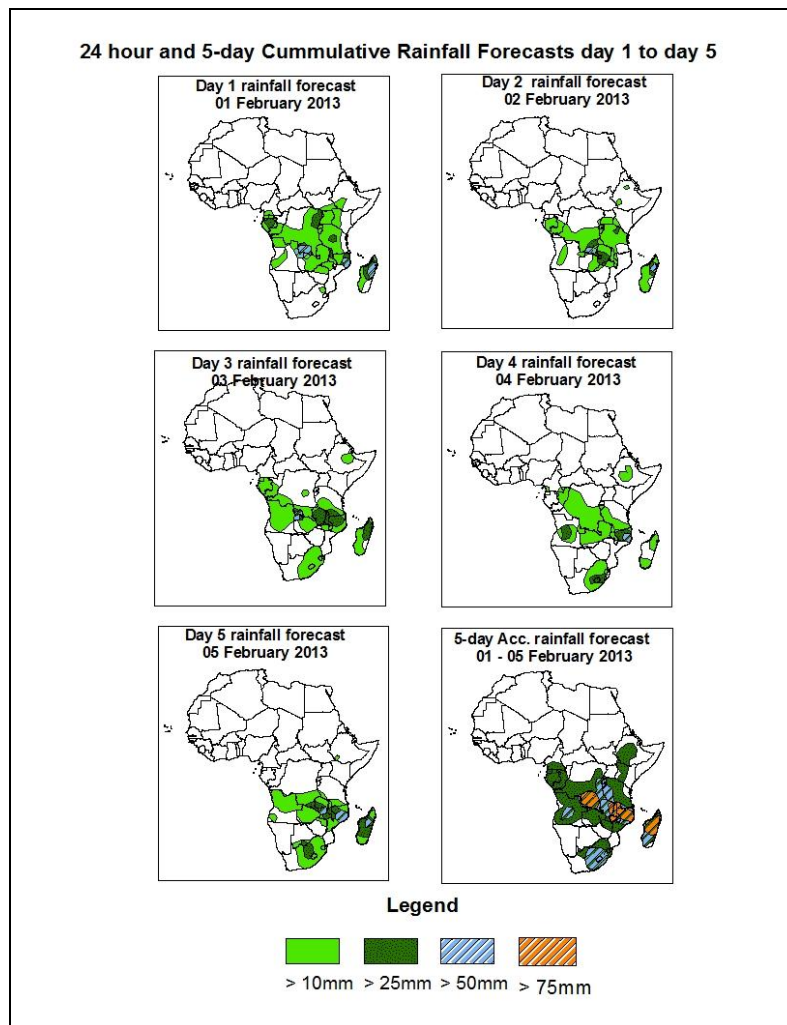 24 hour and 5-day Cummulative Rainfall Forecasts day 1 to day 5
Day 1 rainfall forecast
01 February 2013
Day 2 rainfall forecast
02 February 2013
Day 3 rainfall forecast
03 February 2013
Day 4 rainfall forecast
04 February 2013
Day 5 rainfall forecast
05 February 2013
5-day Acc. rainfall forecast
01 - 05 February 2013
Legend
> 10mm > 25mm > 50mm > 75mm